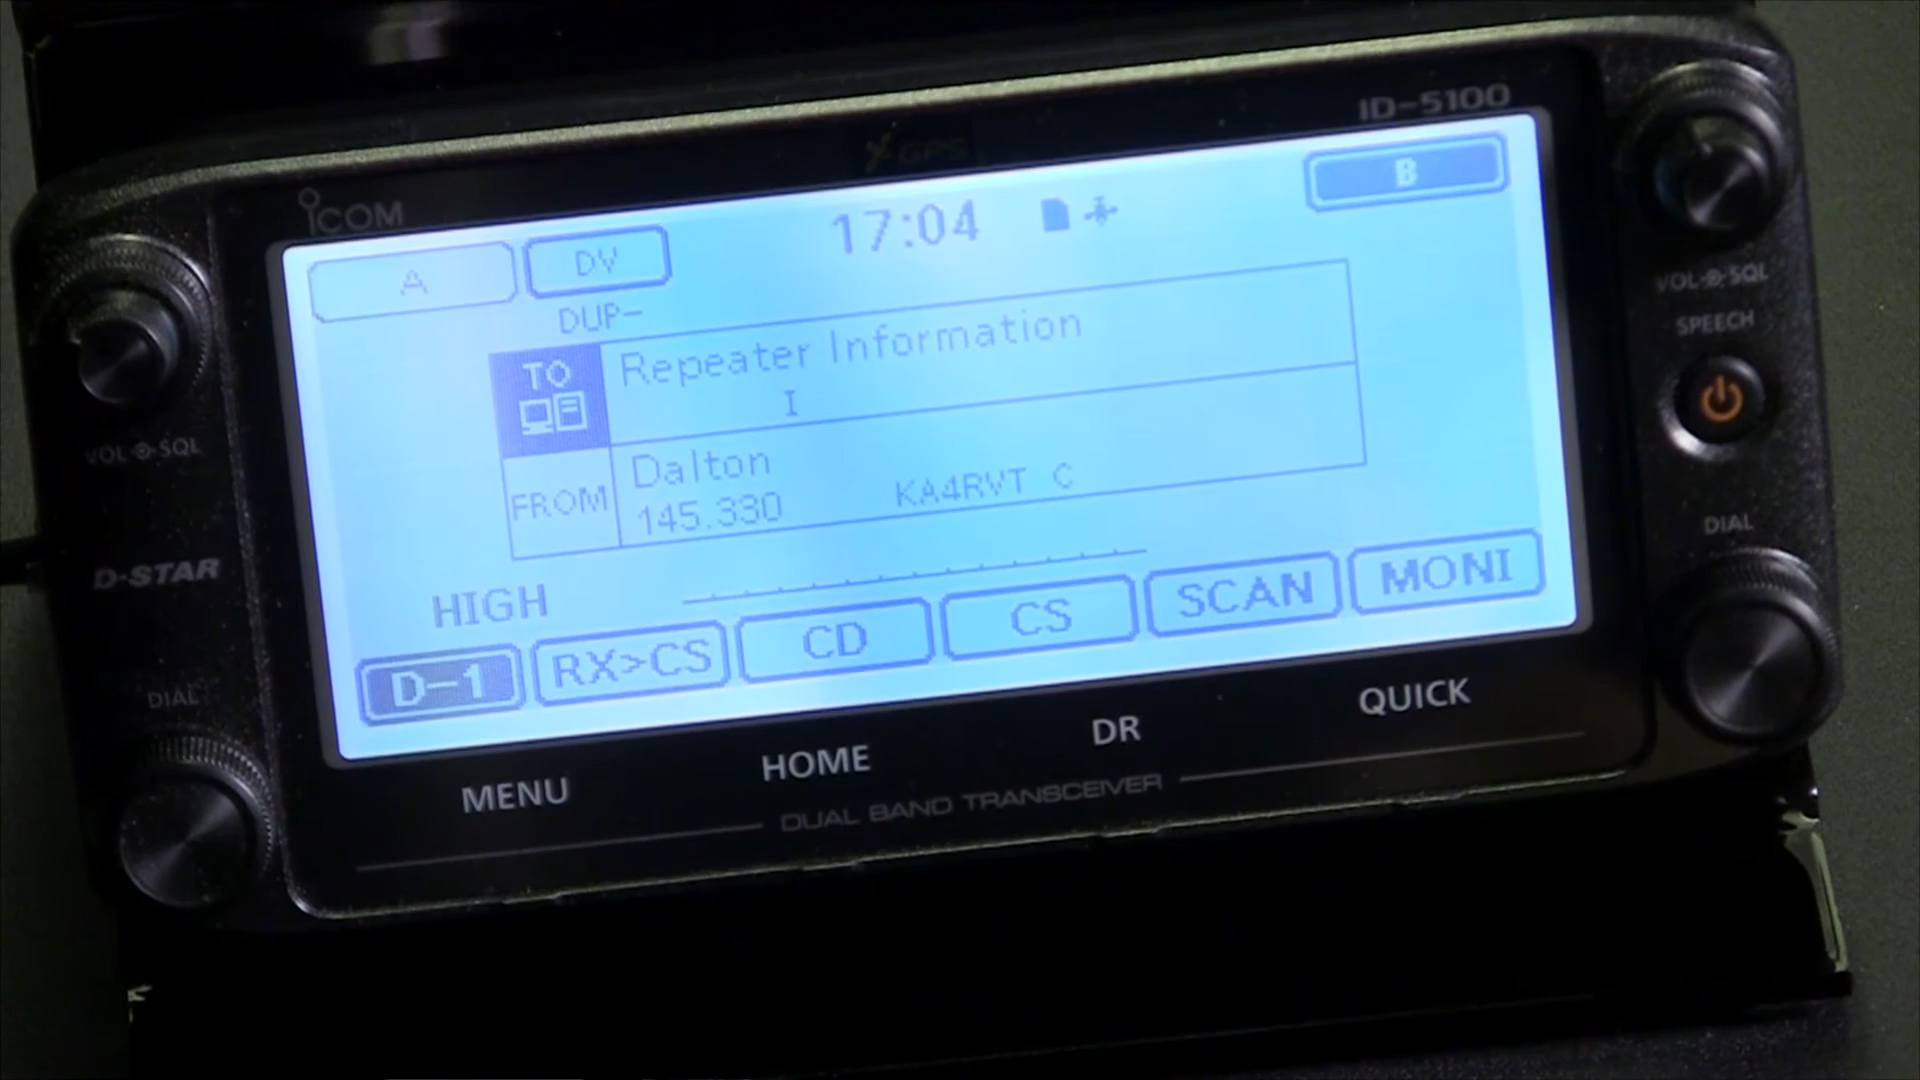 ID-5100
GPS
ICOM
A DV 17:04 B
DUP-
TO Repeater Information
I
FROM Dalton
145.330 KA4RVT C
HIGH
D-1 RX>CS CD CS SCAN MONI
MENU HOME DR QUICK
DUAL BAND TRANSCEIVER
VOL SQL
D-STAR
DIAL
VOL SQL
SPEECH
DIAL